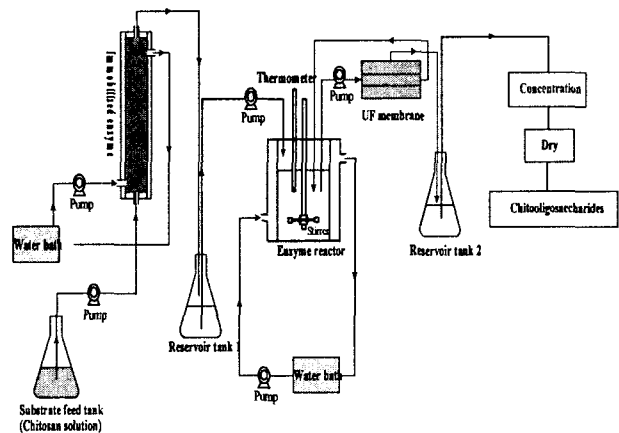 Immobilized enzyme
Pump
Water bath
Pump
Substrate feed tank
(Chitosan solution)
Reservoir tank 1
Thermometer
Pump
Stirrer
Enzyme reactor
Pump
Water bath
Pump
UF membrane
Reservoir tank 2
Concentration
Dry
Chitooligosaccharides